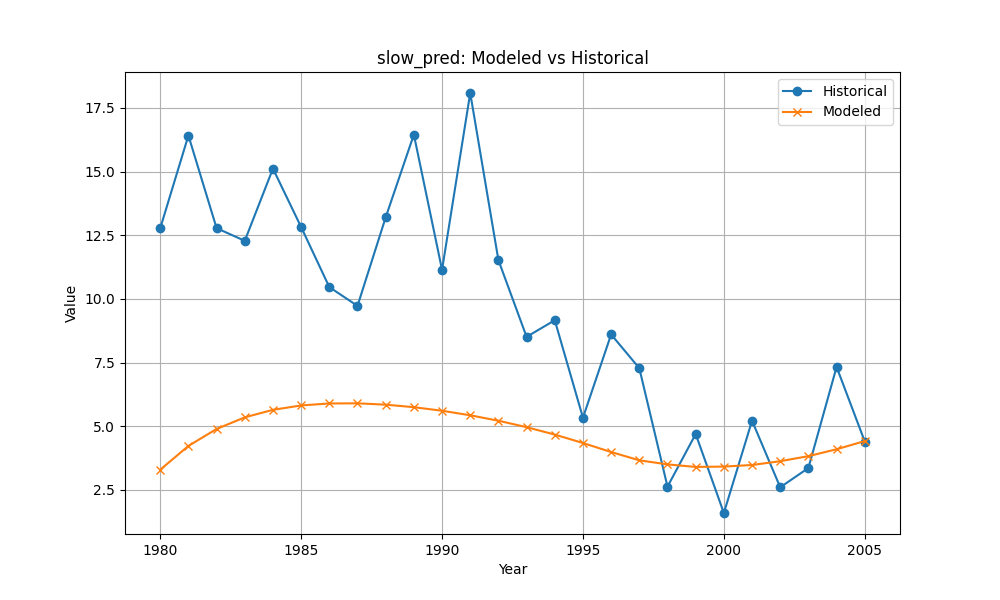 slow_pred: Modeled vs Historical
Historical
Modeled
Value
17.5
15.0
12.5
10.0
7.5
5.0
2.5
1980 1985 1990 1995 2000 2005
Year